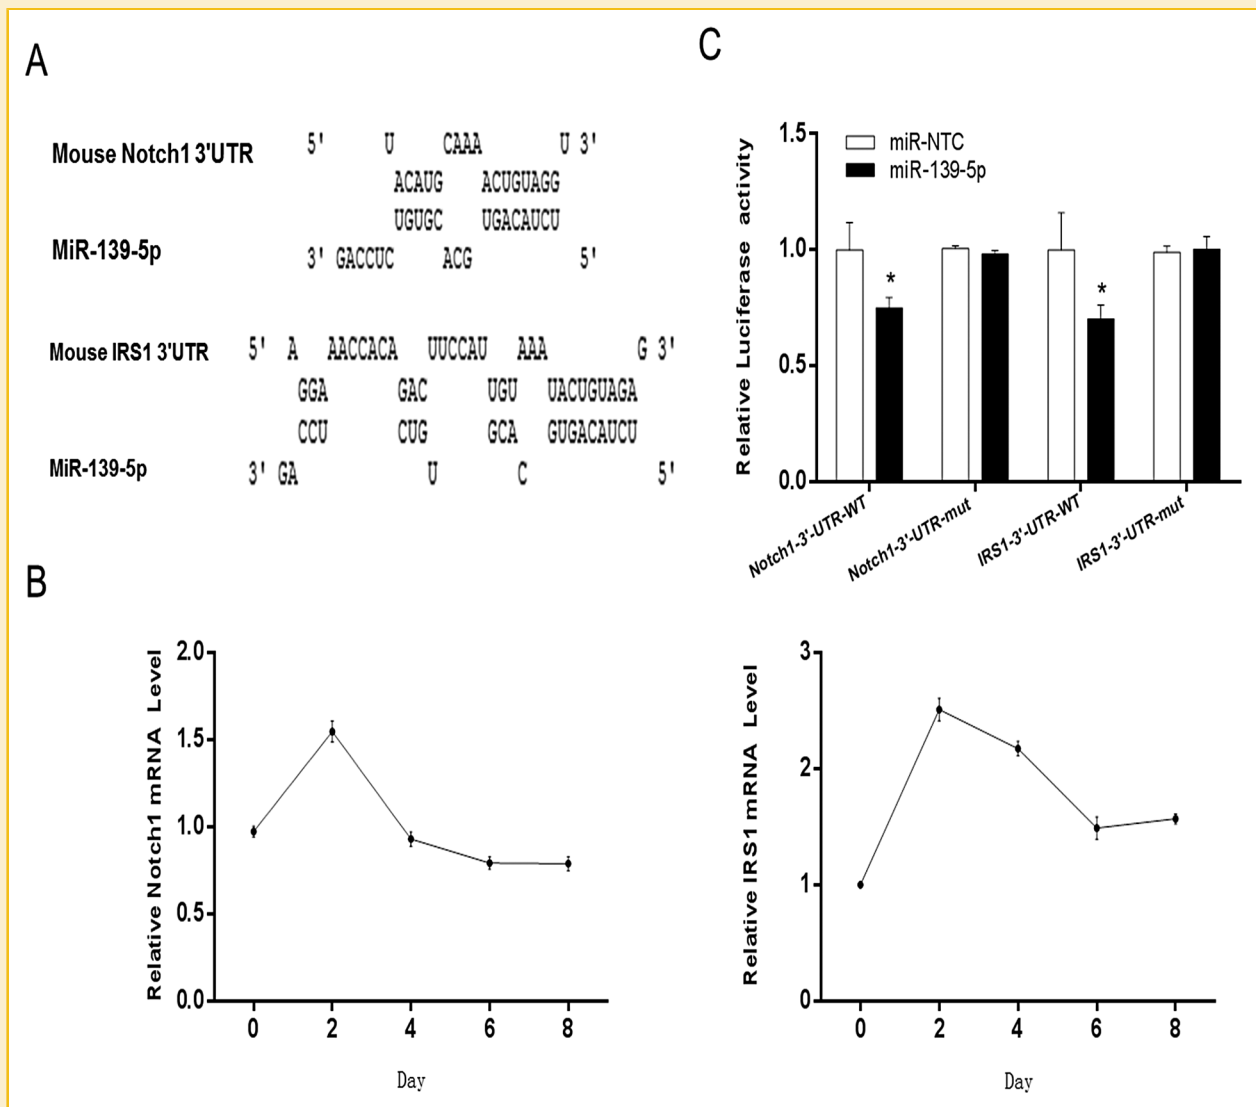 A
Mouse Notch1 3'UTR 5' U CAAA U 3'
ACAUG ACUGUAGG
UGUGC UGACAUCU
MiR-139-5p 3' GACCUC ACG 5'
Mouse IRS1 3'UTR 5' A AACCACA UUCCAU AAA G 3'
GGA GAC UGU UACUGUAGA
CCU CUG GCA GUGACAUCU
MiR-139-5p 3' GA U C 5'
C
Relative Luciferase activity
1.5
1.0
0.5
0.0
miR-NTC
miR-139-5p
*
*
Notch1-3'-UTR-WT
Notch1-3'-UTR-mut
IRS1-3'-UTR-WT
IRS1-3'-UTR-mut
B
Relative Notch1 mRNA Level
2.0
1.5
1.0
0.5
0.0
0 2 4 6 8
Day
Relative IRS1 mRNA Level
3
2
1
0
0 2 4 6 8
Day